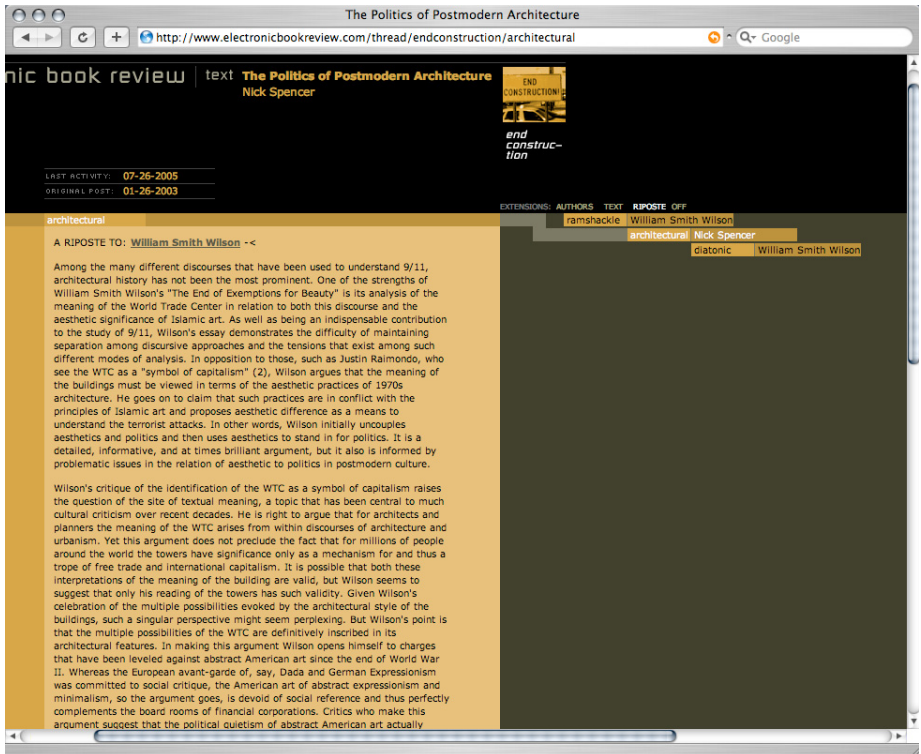 The Politics of Postmodern Architecture
http://www.electronicbookreview.com/thread/endconstruction/architectural
Google
nic book review
text
The Politics of Postmodern Architecture
Nick Spencer
END
CONSTRUCTION!
end
construc-
tion
LAST ACTIVITY: 07-26-2005
ORIGINAL POST: 01-26-2003
EXTENSIONS: AUTHORS TEXT RIPOSTE OFF
architectural
ramshackle William Smith Wilson
architectural Nick Spencer
diatonic William Smith Wilson
A RIPOSTE TO: William Smith Wilson -<
Among the many different discourses that have been used to understand 9/11,
architectural history has not been the most prominent. One of the strengths of
William Smith Wilson's "The End of Exemptions for Beauty" is its analysis of the
meaning of the World Trade Center in relation to both this discourse and the
aesthetic significance of Islamic art. As well as being an indispensable contribution
to the study of 9/11, Wilson's essay demonstrates the difficulty of maintaining
separation among discursive approaches and the tensions that exist among such
different modes of analysis. In opposition to those, such as Justin Raimondo, who
see the WTC as a "symbol of capitalism" (2), Wilson argues that the meaning of
the buildings must be viewed in terms of the aesthetic practices of 1970s
architecture. He goes on to claim that such practices are in conflict with the
principles of Islamic art and proposes aesthetic difference as a means to
understand the terrorist attacks. In other words, Wilson initially uncouples
aesthetics and politics and then uses aesthetics to stand in for politics. It is a
detailed, informative, and at times brilliant argument, but it also is informed by
problematic issues in the relation of aesthetic to politics in postmodern culture.
Wilson's critique of the identification of the WTC as a symbol of capitalism raises
the question of the site of textual meaning, a topic that has been central to much
cultural criticism over recent decades. He is right to argue that for architects and
planners the meaning of the WTC arises from within discourses of architecture and
urbanism. Yet this argument does not preclude the fact that for millions of people
around the world the towers have significance only as a mechanism for and thus a
trope of free trade and international capitalism. It is possible that both these
interpretations of the meaning of the building are valid, but Wilson seems to
suggest that only his reading of the towers has such validity. Given Wilson's
celebration of the multiple possibilities evoked by the architectural style of the
buildings, such a singular perspective might seem perplexing. But Wilson's point is
that the multiple possibilities of the WTC are definitively inscribed in its
architectural features. In making this argument Wilson opens himself to charges
that have been leveled against abstract American art since the end of World War
II. Whereas the European avant-garde of, say, Dada and German Expressionism
was committed to social critique, the American art of abstract expressionism and
minimalism, so the argument goes, is devoid of social reference and thus perfectly
complements the board rooms of financial corporations. Critics who make this
argument suggest that the political quietism of abstract American art actually